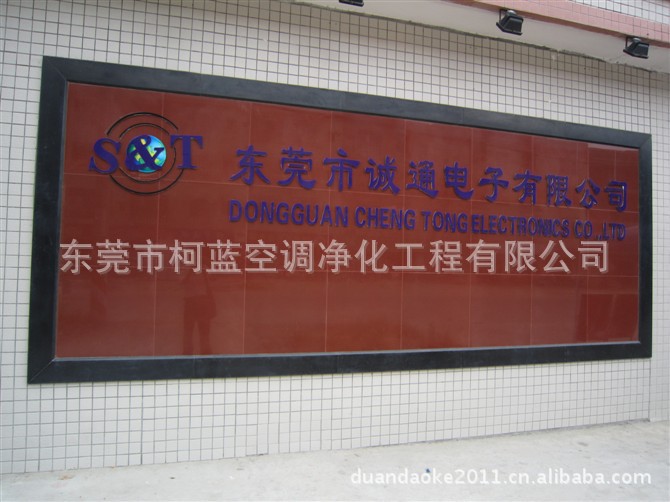 S&T
东莞市诚通电子有限公司
DONGGUAN CHENG TONG ELECTRONICS CO.,LTD
东莞市柯蓝空调净化工程有限公司
duandaoke2011.cn.alibaba.com